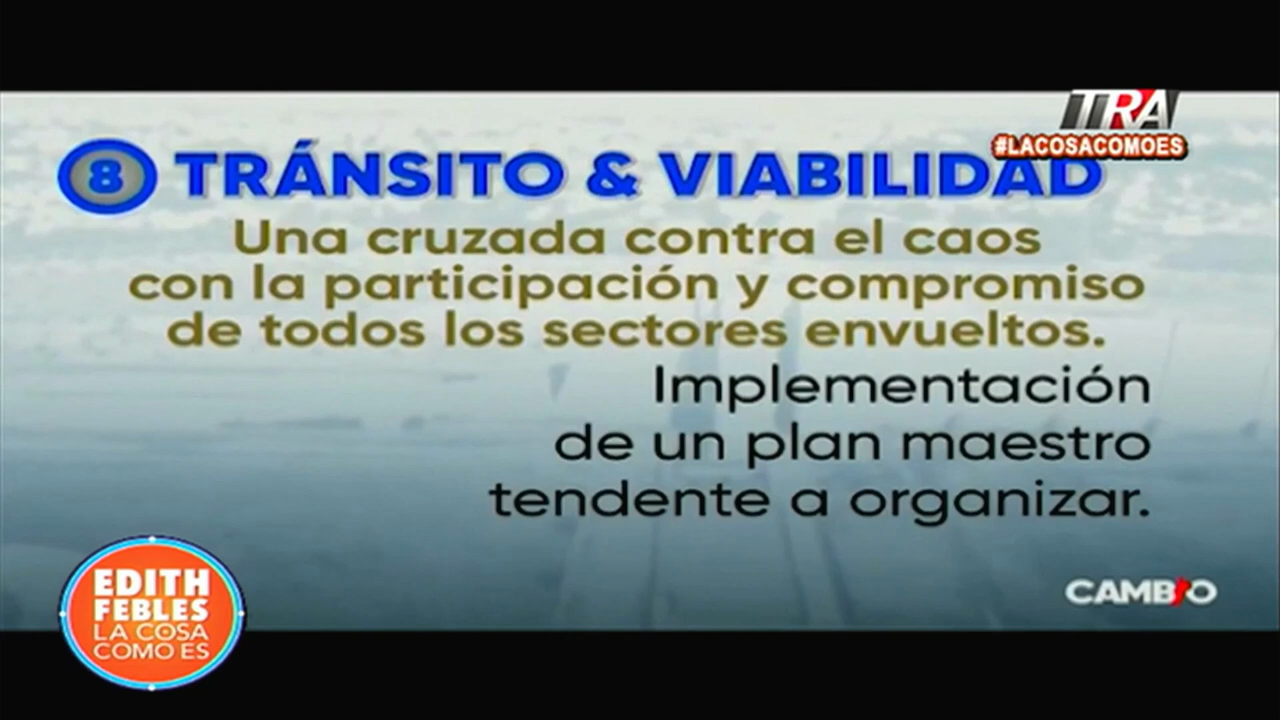 TRA
#LACOSACOMOES
8 TRÁNSITO & VIABILIDAD
Una cruzada contra el caos
con la participación y compromiso
de todos los sectores envueltos.
Implementación
de un plan maestro
tendente a organizar.
EDITH
FEBLES
LA COSA
COMO ES
CAMBIO